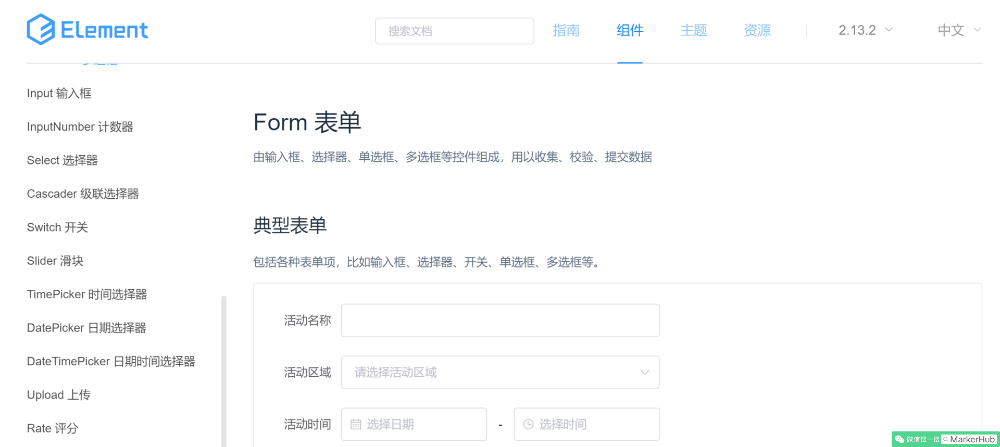 Element
搜索文档
指南
组件
主题
资源
2.13.2
中文
Input 输入框
InputNumber 计数器
Select 选择器
Cascader 级联选择器
Switch 开关
Slider 滑块
TimePicker 时间选择器
DatePicker 日期选择器
DateTimePicker 日期时间选择器
Upload 上传
Rate 评分
Form 表单
由输入框、选择器、单选框、多选框等控件组成，用以收集、校验、提交数据
典型表单
包括各种表单项，比如输入框、选择器、开关、单选框、多选框等。
活动名称
活动区域 请选择活动区域
活动时间 选择日期 - 选择时间
微信搜一搜 MarkerHub